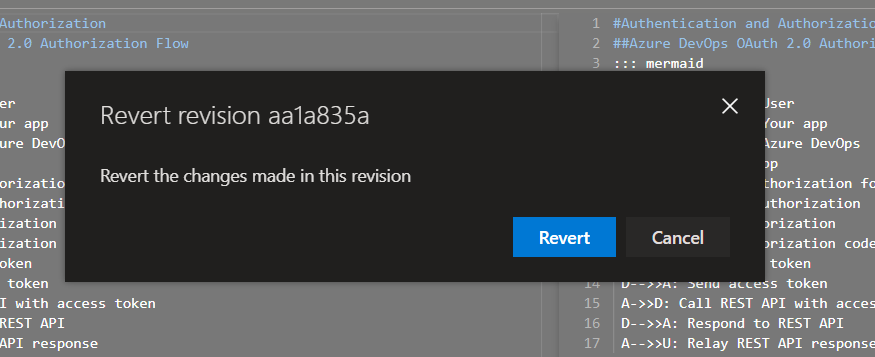 Authorization
2.0 Authorization Flow
1 #Authentication and Authorizatio
2 ##Azure DevOps OAuth 2.0 Authori
3 ::: mermaid
Revert revision aa1a835a
Revert the changes made in this revision
Revert
Cancel
er
ur app
ure DevO
orizatio
horizati
ization
ization
oken
token
I with access token
REST API
API response
User
Your app
Azure DevOps
pp
thorization fo
uthorization
orization
orization code
token
14 D-->>A: Send access token
15 A->>D: Call REST API with acces
16 D-->>A: Respond to REST API
17 A-->>U: Relay REST API response